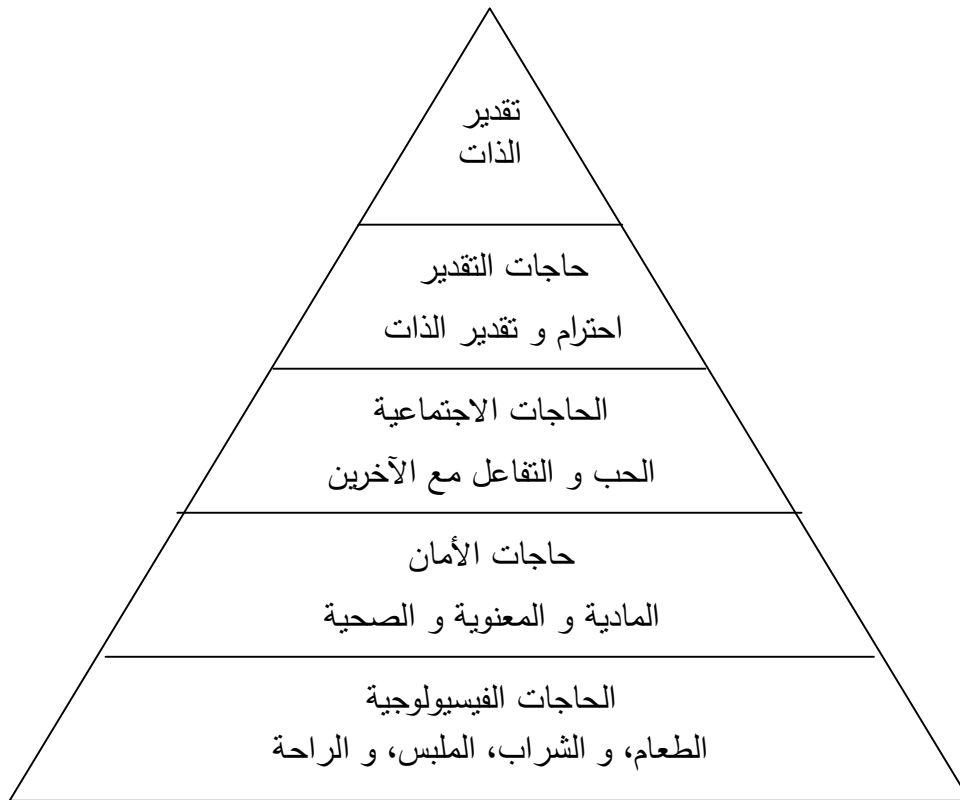 تقدير
الذات
حاجات التقدير
احترام و تقدير الذات
الحاجات الاجتماعية
الحب و التفاعل مع الآخرين
حاجات الأمان
المادية و المعنوية و الصحية
الحاجات الفيسيولوجية
الطعام، و الشراب، الملبس، و الراحة